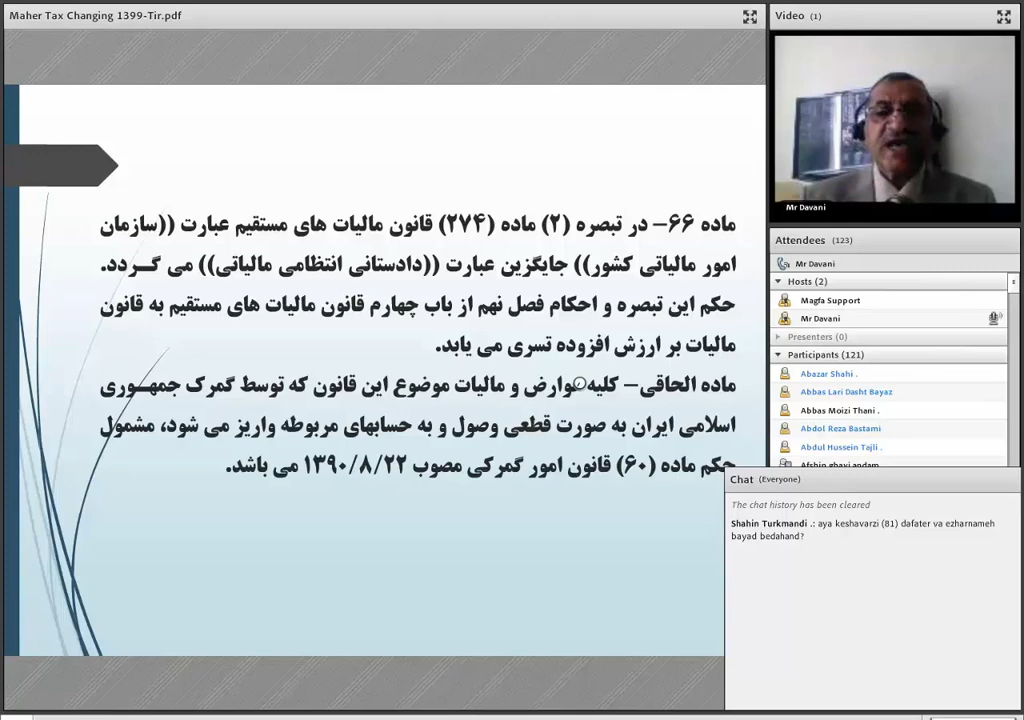 Maher Tax Changing 1399-Tir.pdf
ماده ۶۶- در تبصره (۲) ماده (۲۷۴) قانون مالیات های مستقیم عبارت ((سازمان
امور مالیاتی کشور)) جایگزین عبارت ((دادستانی انتظامی مالیاتی)) می گـــردد.
حکم این تبصره و احکام فصل نهم از باب چهارم قانون مالیات های مستقیم به قانون
مالیات بر ارزش افزوده تسری می یابد.
ماده الحاقی- کلیه عوارض و مالیات موضوع این قانون که توسط گمرک جمهــوری
اسلامی ایران به صورت قطعی وصول و به حسابهای مربوطه واریز می شود، مشمول
حکم ماده (۶۰) قانون امور گمرکی مصوب ۱۳۹۰/۸/۲۲ می باشد.
Video (1)
Mr Davani
Attendees (123)
Mr Davani
Hosts (2)
Magfa Support
Mr Davani
Presenters (0)
Participants (121)
Abazar Shahi .
Abbas Lari Dasht Bayaz
Abbas Moizi Thani .
Abdol Reza Bastami
Abdul Hussein Tajli .
Afshin ghavi andam
Chat (Everyone)
The chat history has been cleared
Shahin Turkmandi .: aya keshavarzi (81) dafater va ezharnameh
bayad bedahand?